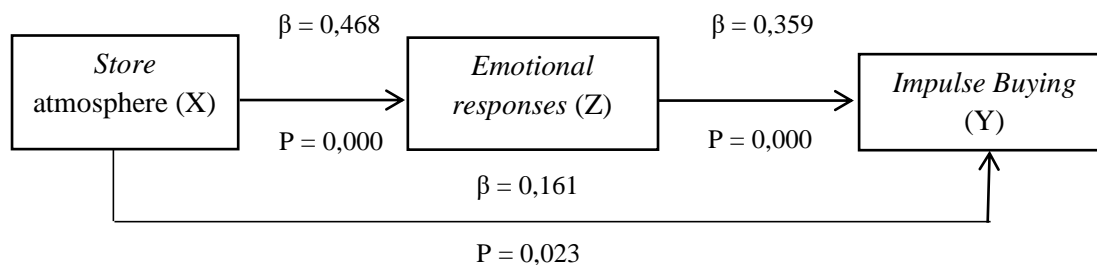 β = 0,468
β = 0,359
Store
atmosphere (X)
Emotional
responses (Z)
Impulse Buying
(Y)
P = 0,000
P = 0,000
β = 0,161
P = 0,023